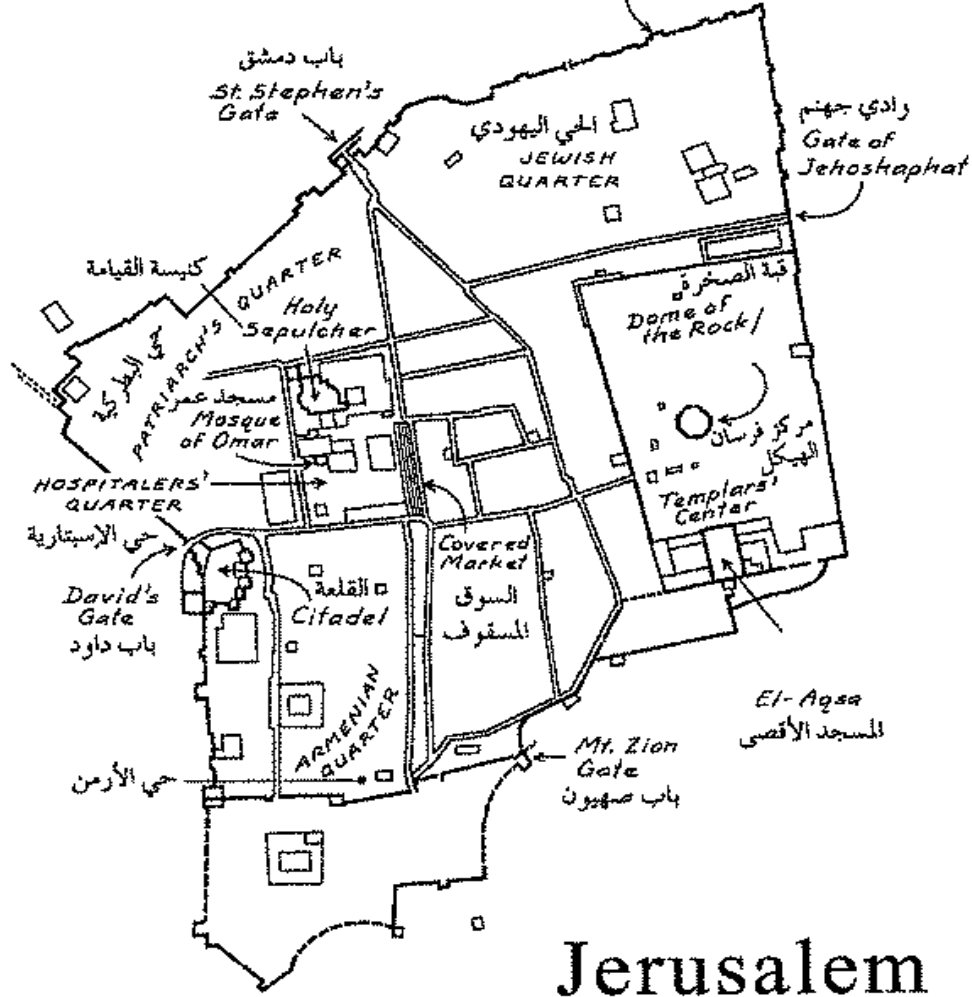 باب دمشق
St. Stephen's
Gate
الحي اليهودي
JEWISH
QUARTER
وادي جهنم
Gate of
Jehoshaphat
كنيسة القيامة
Holy
Sepulcher
حي البطركية
PATRIARCH'S QUARTER
قبة الصخرة
Dome of
the Rock
مسجد عمر
Mosque
of Omar
مركز فرسان
الهيكل
Templars'
Center
HOSPITALERS'
QUARTER
حي الإسبتارية
Covered
Market
السوق
المسقوف
David's
Gate
باب داود
القلعة
Citadel
ARMENIAN
QUARTER
حي الأرمن
El-Aqsa
المسجد الأقصى
Mt. Zion
Gate
باب صهيون
Jerusalem